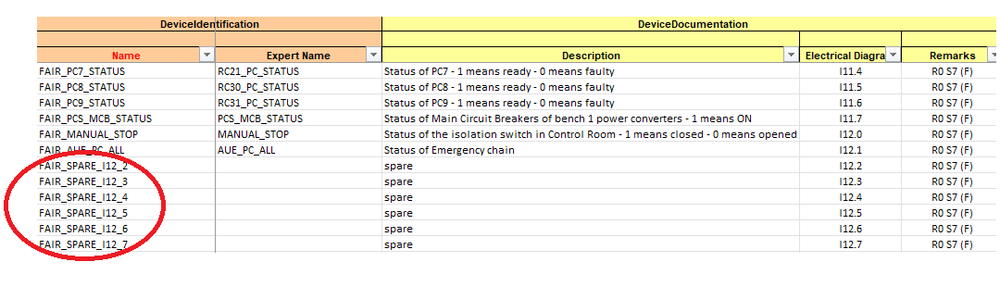 DeviceIdentification DeviceDocumentation
Name Expert Name Description Electrical Diagra Remarks
FAIR_PC7_STATUS RC21_PC_STATUS Status of PC7 - 1 means ready - 0 means faulty I11.4 R0 S7 (F)
FAIR_PC8_STATUS RC30_PC_STATUS Status of PC8 - 1 means ready - 0 means faulty I11.5 R0 S7 (F)
FAIR_PC9_STATUS RC31_PC_STATUS Status of PC9 - 1 means ready - 0 means faulty I11.6 R0 S7 (F)
FAIR_PCS_MCB_STATUS PCS_MCB_STATUS Status of Main Circuit Breakers of bench 1 power converters - 1 means ON I11.7 R0 S7 (F)
FAIR_MANUAL_STOP MANUAL_STOP Status of the isolation switch in Control Room - 1 means closed - 0 means opened I12.0 R0 S7 (F)
FAIR_AUE_PC_ALL AUE_PC_ALL Status of Emergency chain I12.1 R0 S7 (F)
FAIR_SPARE_I12_2 spare I12.2 R0 S7 (F)
FAIR_SPARE_I12_3 spare I12.3 R0 S7 (F)
FAIR_SPARE_I12_4 spare I12.4 R0 S7 (F)
FAIR_SPARE_I12_5 spare I12.5 R0 S7 (F)
FAIR_SPARE_I12_6 spare I12.6 R0 S7 (F)
FAIR_SPARE_I12_7 spare I12.7 R0 S7 (F)